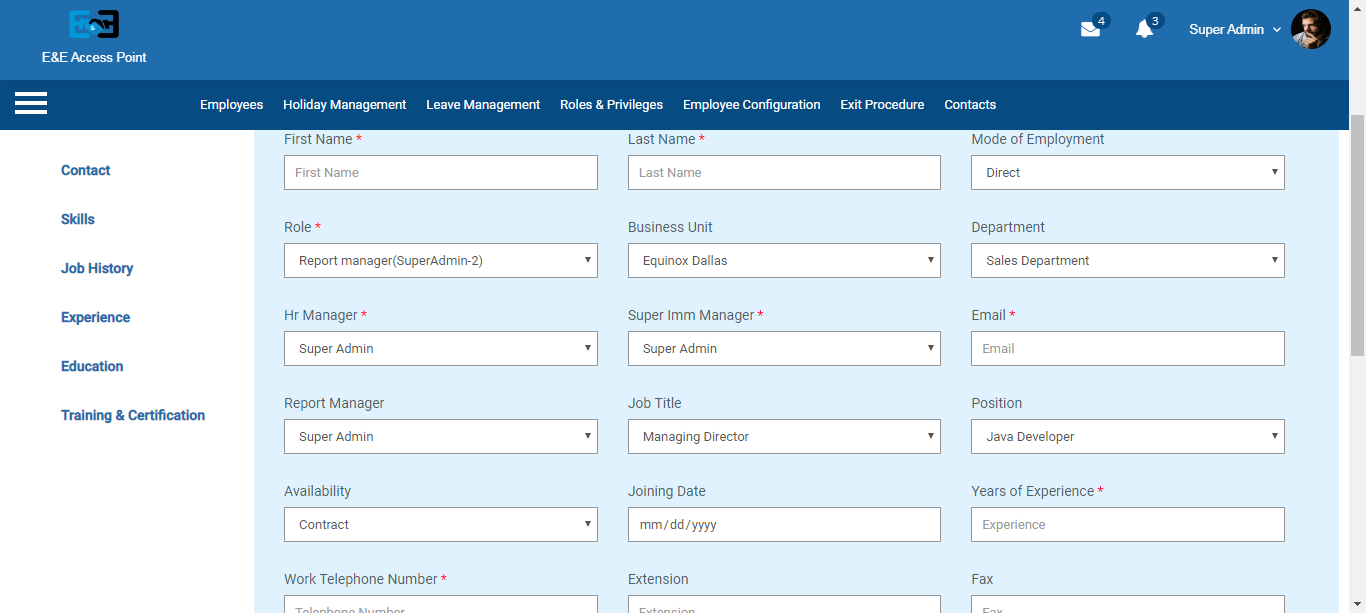 E&E
4
3
Super Admin
E&E Access Point
Employees Holiday Management Leave Management Roles & Privileges Employee Configuration Exit Procedure Contacts
Contact
Skills
Job History
Experience
Education
Training & Certification
First Name * Last Name * Mode of Employment
First Name Last Name Direct
Role * Business Unit Department
Report manager(SuperAdmin-2) Equinox Dallas Sales Department
Hr Manager * Super Imm Manager * Email *
Super Admin Super Admin Email
Report Manager Job Title Position
Super Admin Managing Director Java Developer
Availability Joining Date Years of Experience *
Contract mm/dd/yyyy Experience
Work Telephone Number * Extension Fax
Telephone Number Extension Fax